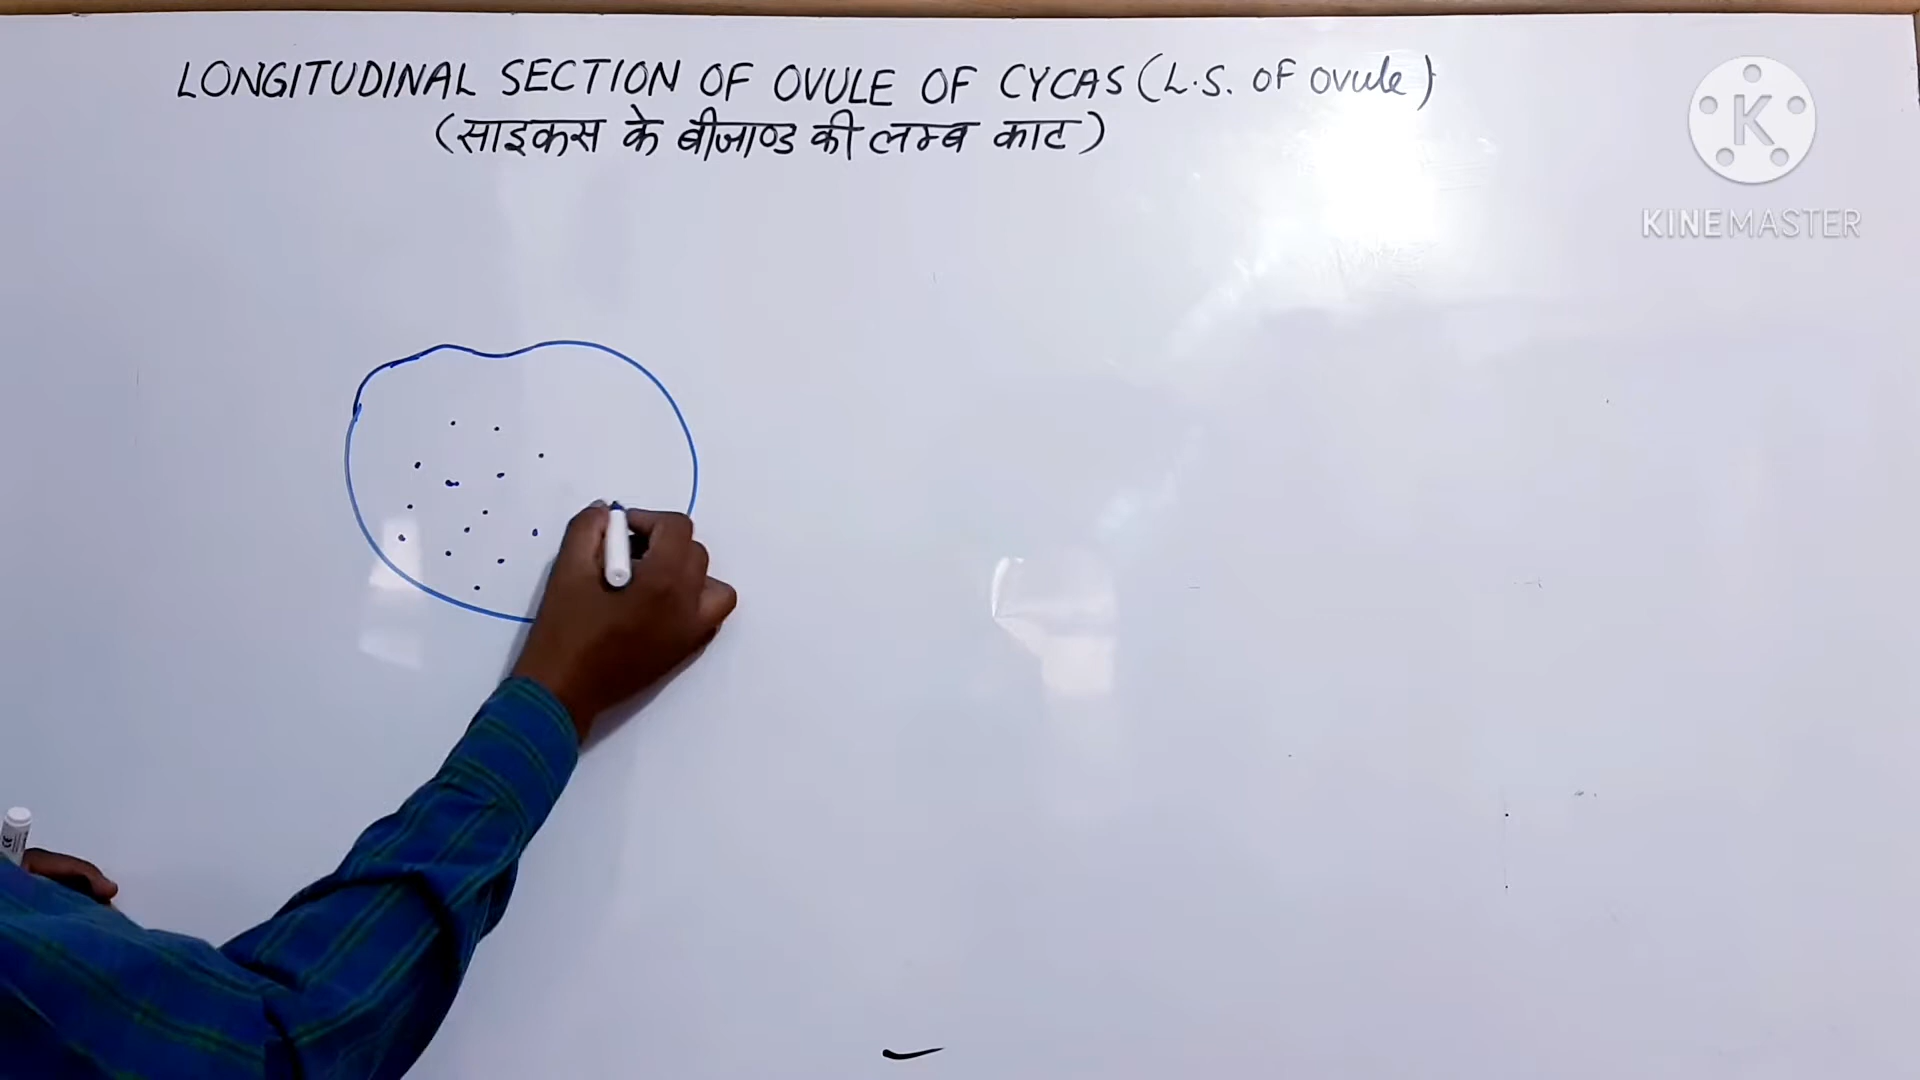 LONGITUDINAL SECTION OF OVULE OF CYCAS (L.S. OF ovule)
(साइकस के बीजाण्ड की लम्ब काट)
K
KINEMASTER